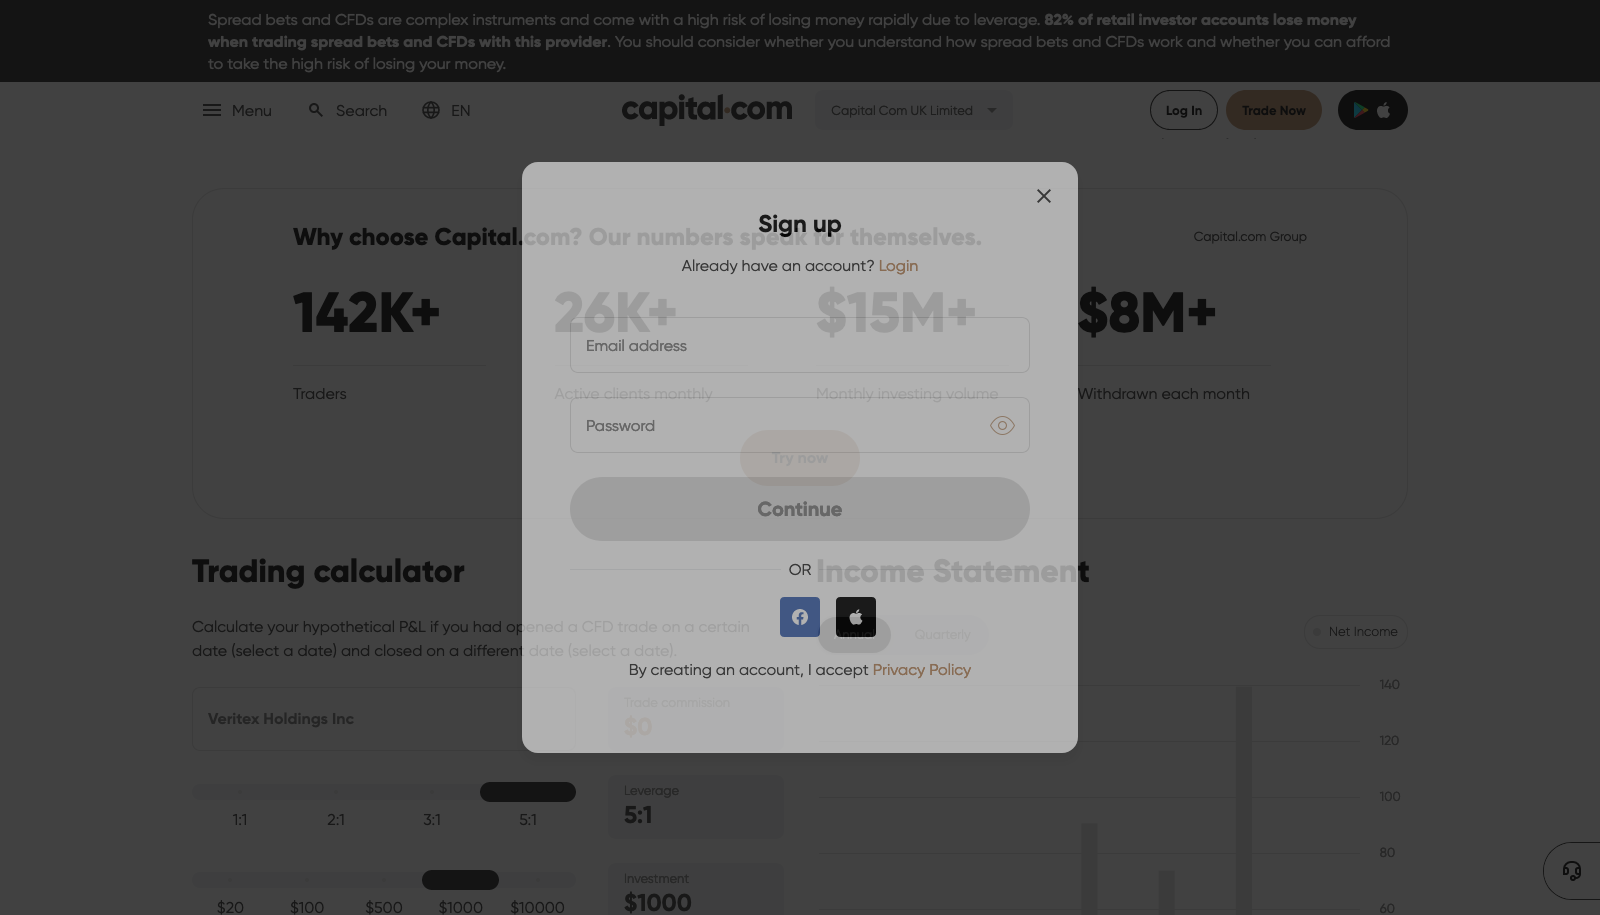 Spread bets and CFDs are complex instruments and come with a high risk of losing money rapidly due to leverage. 82% of retail investor accounts lose money
when trading spread bets and CFDs with this provider. You should consider whether you understand how spread bets and CFDs work and whether you can afford
to take the high risk of losing your money.
Menu Search EN capital.com Capital Com UK Limited Log In Trade Now
Sign up
Why choose Capital.com? Our numbers speak for themselves. Capital.com Group
Already have an account? Login
142K+ 26K+ $15M+ $8M+
Email address
Traders Active clients monthly Monthly investing volume Withdrawn each month
Password
Try now
Continue
OR
Trading calculator Income Statement
Calculate your hypothetical P&L if you had opened a CFD trade on a certain
date (select a date) and closed on a different date (select a date).
Annual Quarterly Net Income
By creating an account, I accept Privacy Policy
140
Veritex Holdings Inc
Trade commission
$0
120
Leverage
5:1
100
1:1 2:1 3:1 5:1
80
Investment
$1000
$20 $100 $500 $1000 $10000
60